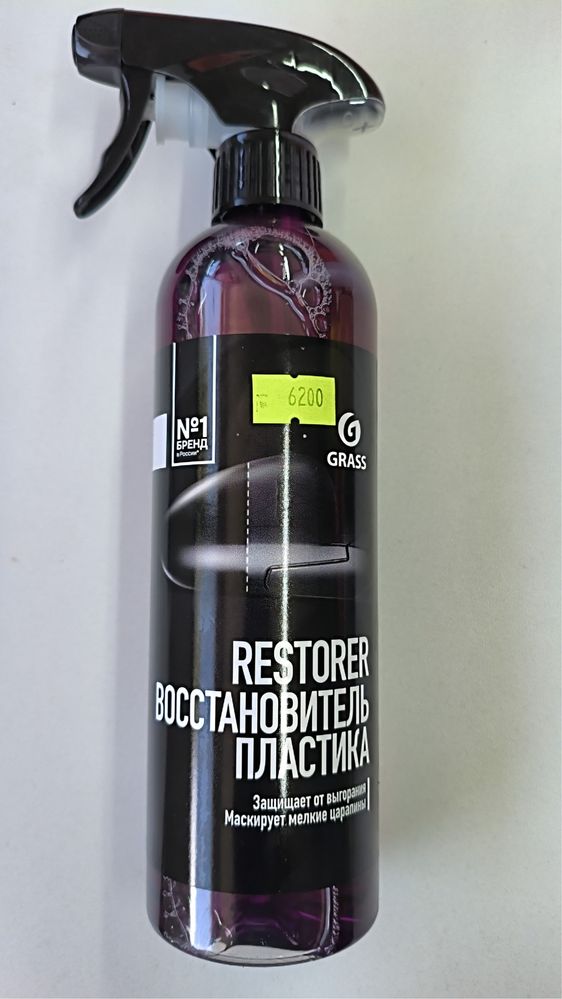 6200
№1
БРЕНД
в России*
GRASS
RESTORER
ВОССТАНОВИТЕЛЬ
ПЛАСТИКА
Защищает от выгорания
Маскирует мелкие царапины